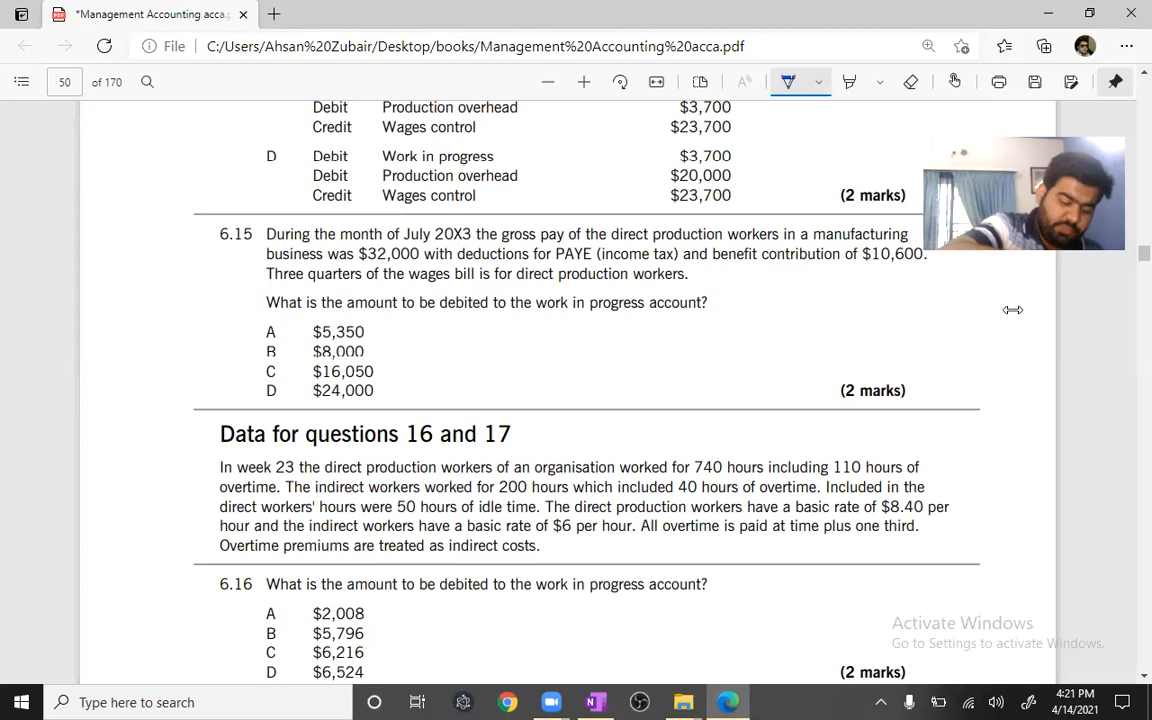 *Management Accounting acca.p
File
C:/Users/Ahsan%20Zubair/Desktop/books/Management%20Accounting%20acca.pdf
50 of 170
Debit Production overhead $3,700
Credit Wages control $23,700
D Debit Work in progress $3,700
Debit Production overhead $20,000
Credit Wages control $23,700 (2 marks)
6.15 During the month of July 20X3 the gross pay of the direct production workers in a manufacturing
business was $32,000 with deductions for PAYE (income tax) and benefit contribution of $10,600.
Three quarters of the wages bill is for direct production workers.
What is the amount to be debited to the work in progress account?
A $5,350
B $8,000
C $16,050
D $24,000 (2 marks)
Data for questions 16 and 17
In week 23 the direct production workers of an organisation worked for 740 hours including 110 hours of
overtime. The indirect workers worked for 200 hours which included 40 hours of overtime. Included in the
direct workers' hours were 50 hours of idle time. The direct production workers have a basic rate of $8.40 per
hour and the indirect workers have a basic rate of $6 per hour. All overtime is paid at time plus one third.
Overtime premiums are treated as indirect costs.
6.16 What is the amount to be debited to the work in progress account?
A $2,008
B $5,796
C $6,216
D $6,524 (2 marks)
Activate Windows
Go to Settings to activate Windows.
Type here to search
4:21 PM
4/14/2021